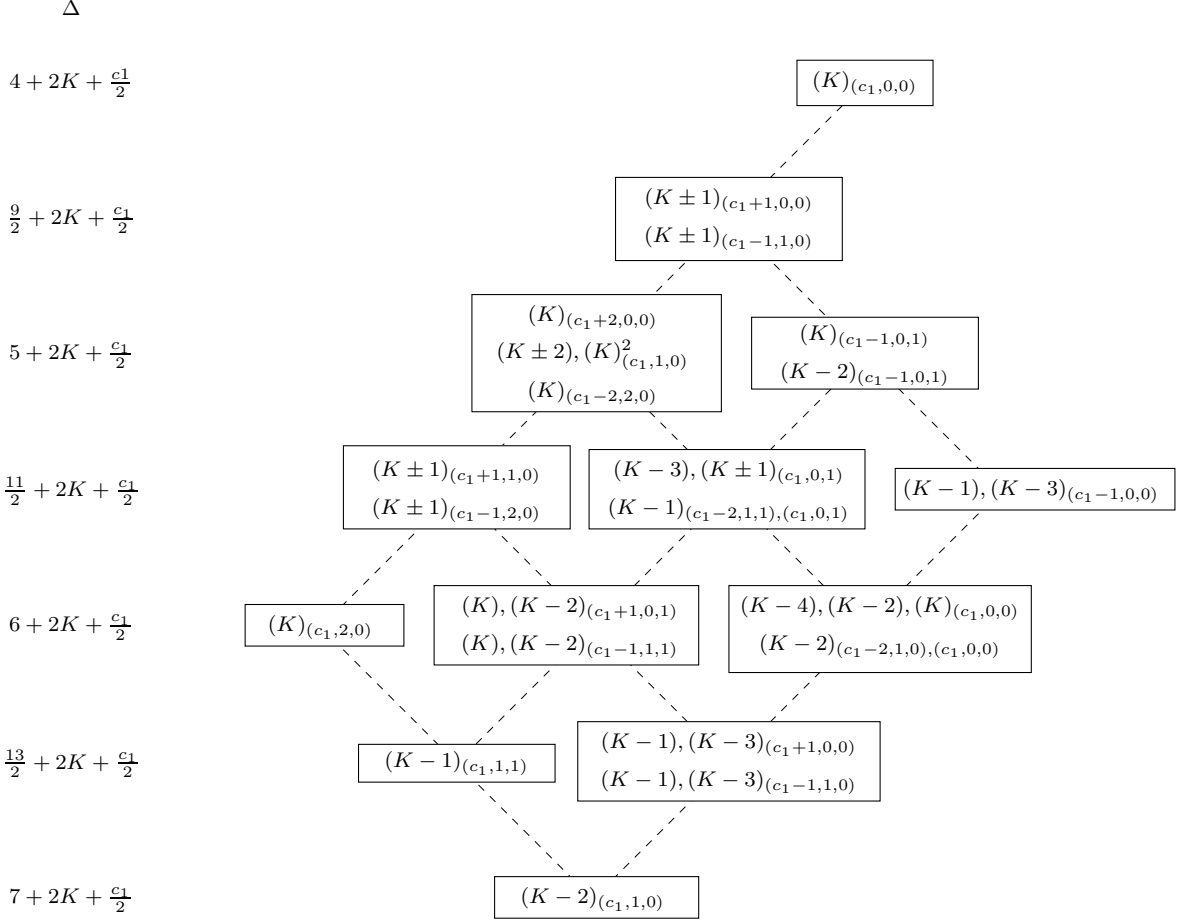 Δ
4 + 2K + c1/2
(K)_(c₁,0,0)
9/2 + 2K + c₁/2
(K ± 1)_(c₁+1,0,0)
(K ± 1)_(c₁−1,1,0)
5 + 2K + c₁/2
(K)_(c₁+2,0,0)
(K ± 2), (K)²_(c₁,1,0)
(K)_(c₁−2,2,0)
(K)_(c₁−1,0,1)
(K − 2)_(c₁−1,0,1)
11/2 + 2K + c₁/2
(K ± 1)_(c₁+1,1,0)
(K ± 1)_(c₁−1,2,0)
(K − 3), (K ± 1)_(c₁,0,1)
(K − 1)_(c₁−2,1,1),(c₁,0,1)
(K − 1), (K − 3)_(c₁−1,0,0)
6 + 2K + c₁/2
(K)_(c₁,2,0)
(K), (K − 2)_(c₁+1,0,1)
(K), (K − 2)_(c₁−1,1,1)
(K − 4), (K − 2), (K)_(c₁,0,0)
(K − 2)_(c₁−2,1,0),(c₁,0,0)
13/2 + 2K + c₁/2
(K − 1)_(c₁,1,1)
(K − 1), (K − 3)_(c₁+1,0,0)
(K − 1), (K − 3)_(c₁−1,1,0)
7 + 2K + c₁/2
(K − 2)_(c₁,1,0)